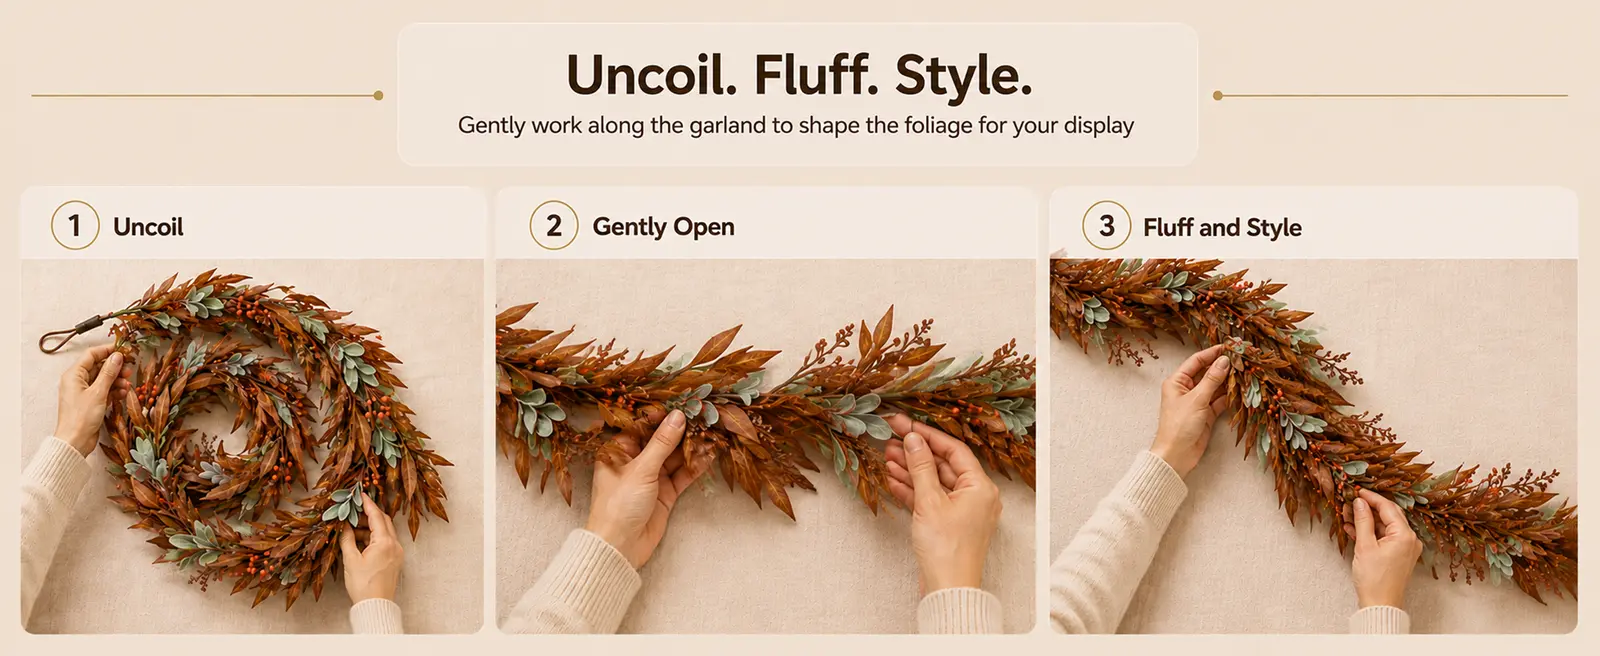 Uncoil. Fluff. Style.
Gently work along the garland to shape the foliage for your display
1 Uncoil
2 Gently Open
3 Fluff and Style